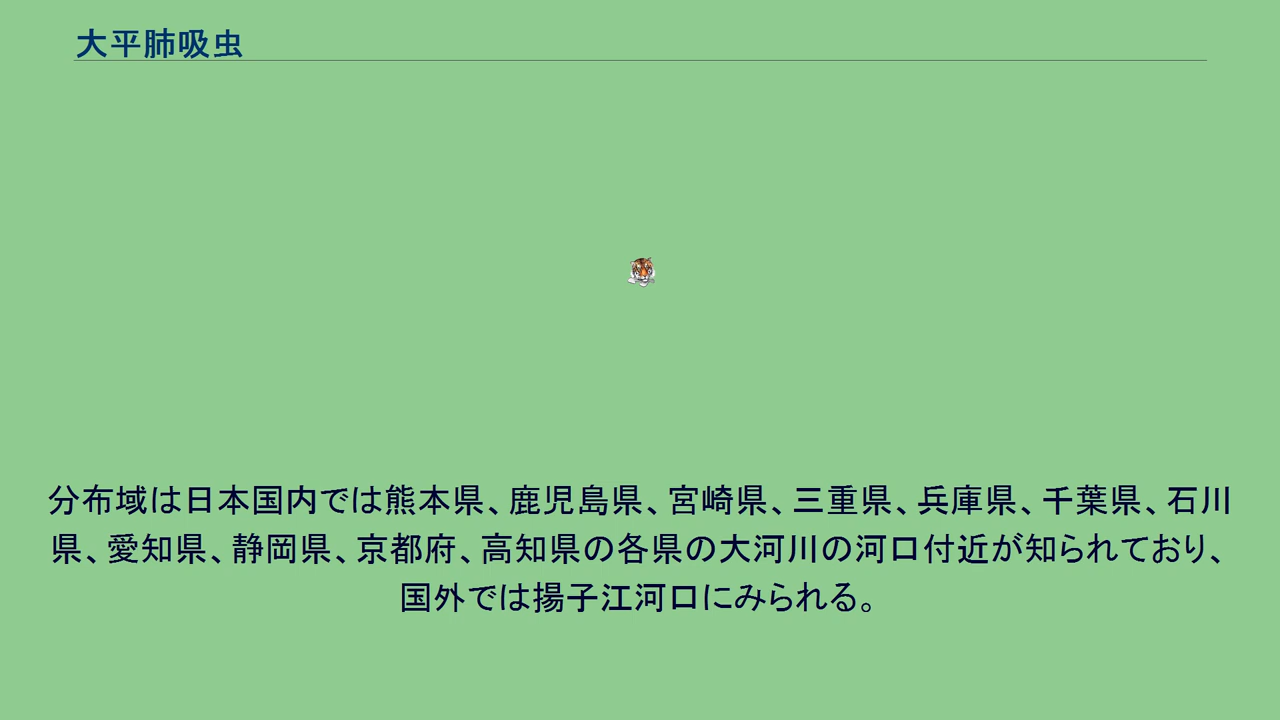 大平肺吸虫
分布域は日本国内では熊本県、鹿児島県、宮崎県、三重県、兵庫県、千葉県、石川
県、愛知県、静岡県、京都府、高知県の各県の大河川の河口付近が知られており、
国外では揚子江河口にみられる。